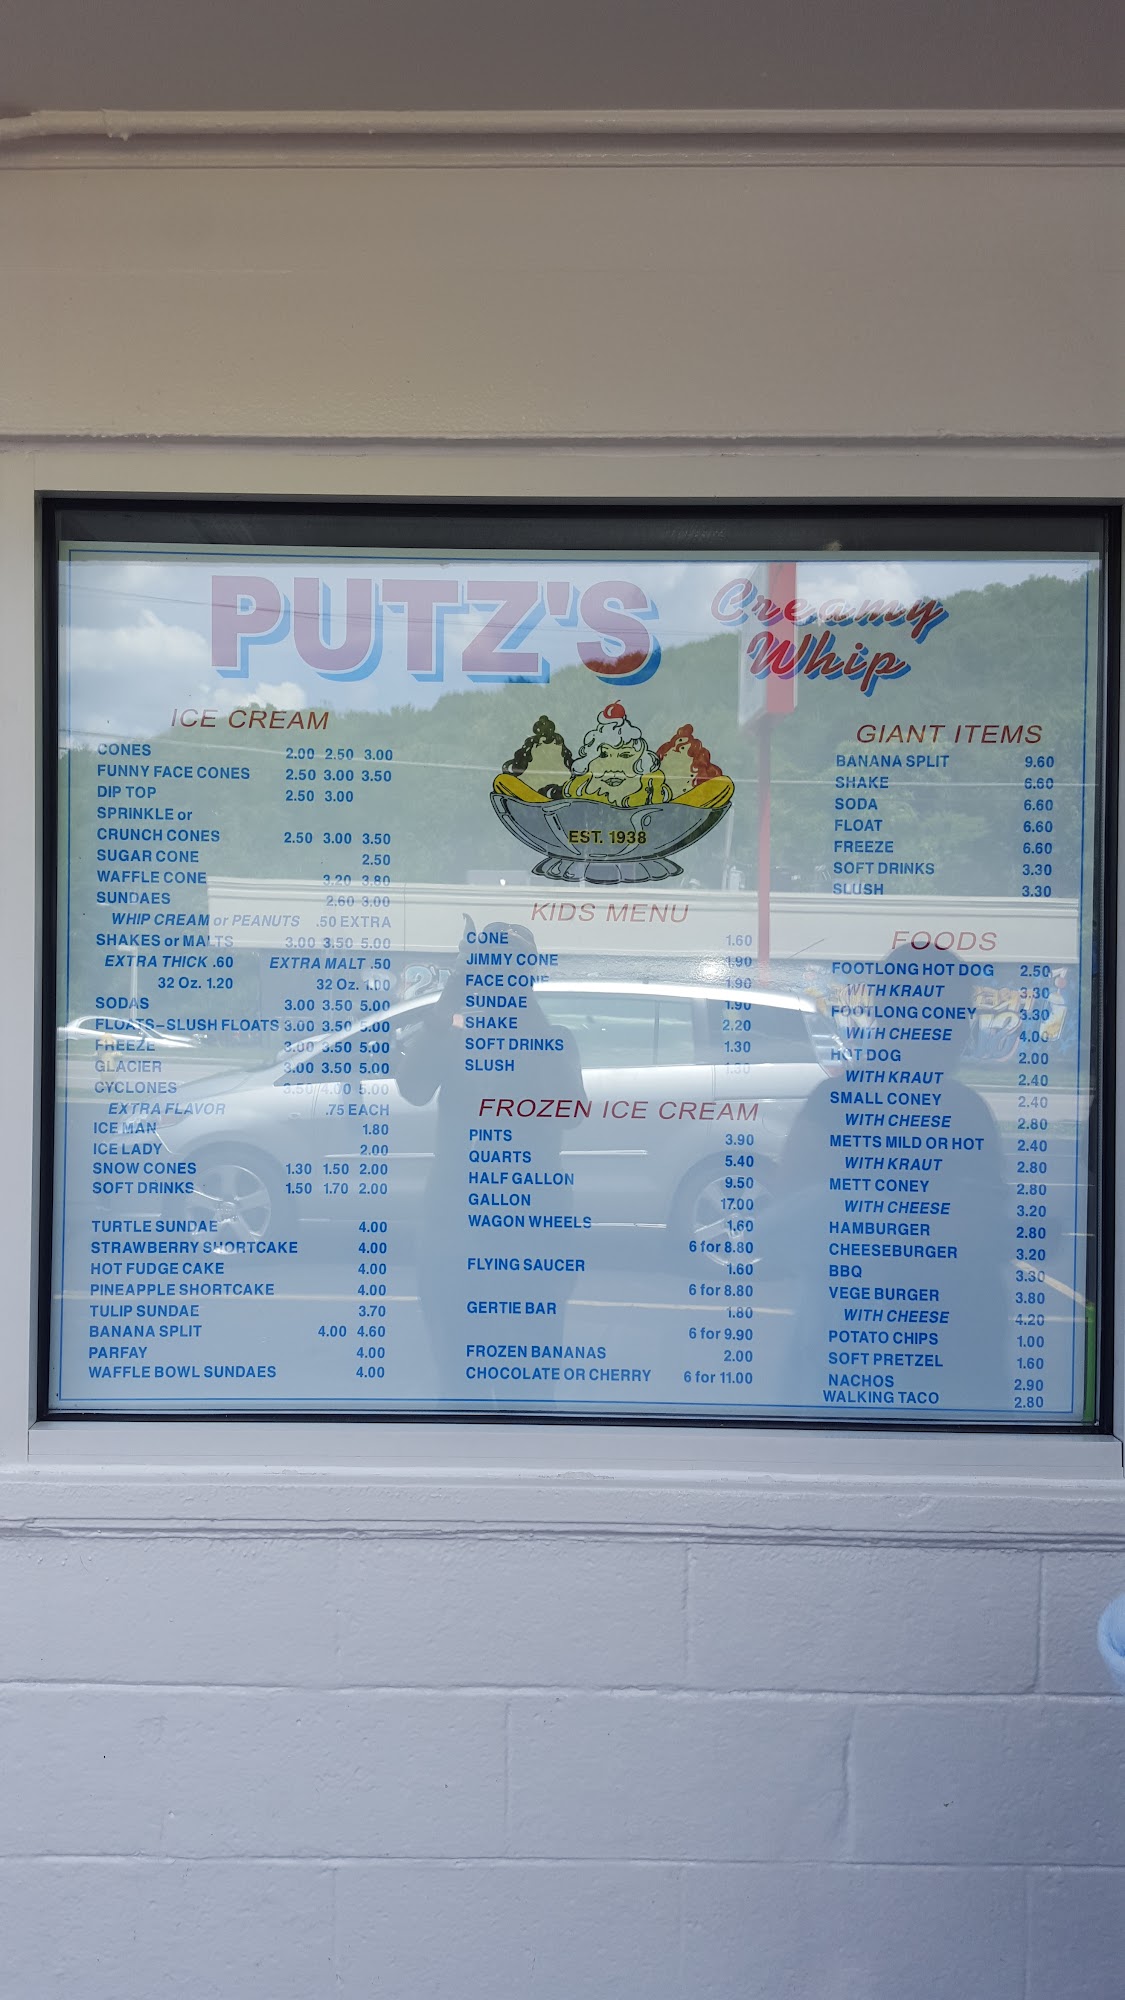 PUTZ'S Creamy Whip
EST. 1938
ICE CREAM
CONES 2.00 2.50 3.00
FUNNY FACE CONES 2.50 3.00 3.50
DIP TOP 2.50 3.00
SPRINKLE or
CRUNCH CONES 2.50 3.00 3.50
SUGAR CONE 2.50
WAFFLE CONE 3.20 3.80
SUNDAES 2.60 3.00
WHIP CREAM or PEANUTS .50 EXTRA
SHAKES or MALTS 3.00 3.50 5.00
EXTRA THICK .60 EXTRA MALT .50
32 Oz. 1.20 32 Oz. 1.00
SODAS 3.00 3.50 5.00
FLOATS-SLUSH FLOATS 3.00 3.50 5.00
FREEZE 3.00 3.50 5.00
GLACIER 3.00 3.50 5.00
CYCLONES 3.50 4.00 5.00
EXTRA FLAVOR .75 EACH
ICE MAN 1.80
ICE LADY 2.00
SNOW CONES 1.30 1.50 2.00
SOFT DRINKS 1.50 1.70 2.00
TURTLE SUNDAE 4.00
STRAWBERRY SHORTCAKE 4.00
HOT FUDGE CAKE 4.00
PINEAPPLE SHORTCAKE 4.00
TULIP SUNDAE 3.70
BANANA SPLIT 4.00 4.60
PARFAY 4.00
WAFFLE BOWL SUNDAES 4.00
KIDS MENU
CONE 1.60
JIMMY CONE 1.90
FACE CONE 1.90
SUNDAE 1.90
SHAKE 2.20
SOFT DRINKS 1.30
SLUSH 1.30
FROZEN ICE CREAM
PINTS 3.90
QUARTS 5.40
HALF GALLON 9.50
GALLON 17.00
WAGON WHEELS 1.60
6 for 8.80
FLYING SAUCER 1.60
6 for 8.80
GERTIE BAR 1.80
6 for 9.90
FROZEN BANANAS 2.00
CHOCOLATE OR CHERRY 6 for 11.00
GIANT ITEMS
BANANA SPLIT 9.60
SHAKE 6.60
SODA 6.60
FLOAT 6.60
FREEZE 6.60
SOFT DRINKS 3.30
SLUSH 3.30
FOODS
FOOTLONG HOT DOG 2.50
WITH KRAUT 3.30
FOOTLONG CONEY 3.30
WITH CHEESE 4.00
HOT DOG 2.00
WITH KRAUT 2.40
SMALL CONEY 2.40
WITH CHEESE 2.80
METTS MILD OR HOT 2.40
WITH KRAUT 2.80
METT CONEY 2.80
WITH CHEESE 3.20
HAMBURGER 2.80
CHEESEBURGER 3.20
BBQ 3.30
VEGE BURGER 3.80
WITH CHEESE 4.20
POTATO CHIPS 1.00
SOFT PRETZEL 1.60
NACHOS 2.90
WALKING TACO 2.80